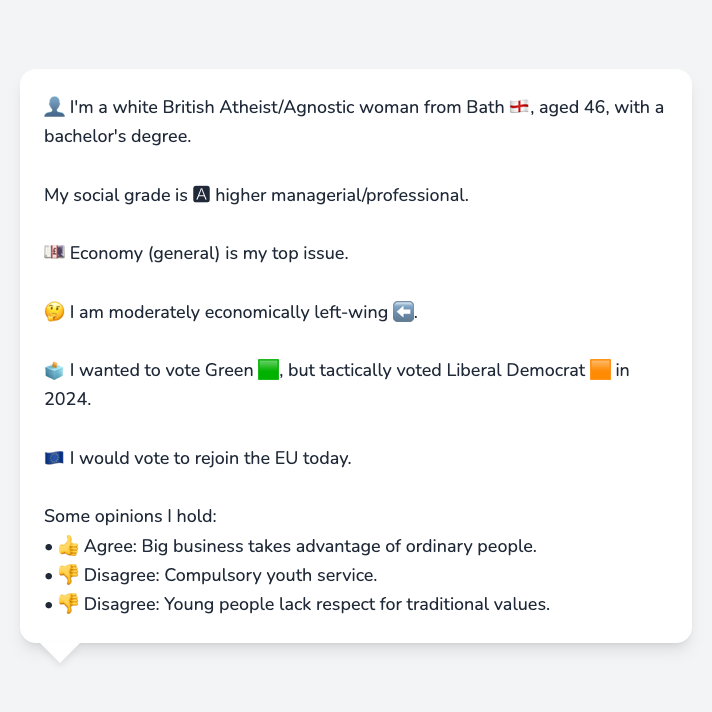 👤 I'm a white British Atheist/Agnostic woman from Bath 🏴󠁧󠁢󠁥󠁮󠁧󠁿, aged 46, with a
bachelor's degree.
My social grade is 🅰 higher managerial/professional.
💷 Economy (general) is my top issue.
🤔 I am moderately economically left-wing ⬅️.
🗳️ I wanted to vote Green 🟩, but tactically voted Liberal Democrat 🟧 in
2024.
🇪🇺 I would vote to rejoin the EU today.
Some opinions I hold:
• 👍 Agree: Big business takes advantage of ordinary people.
• 👎 Disagree: Compulsory youth service.
• 👎 Disagree: Young people lack respect for traditional values.